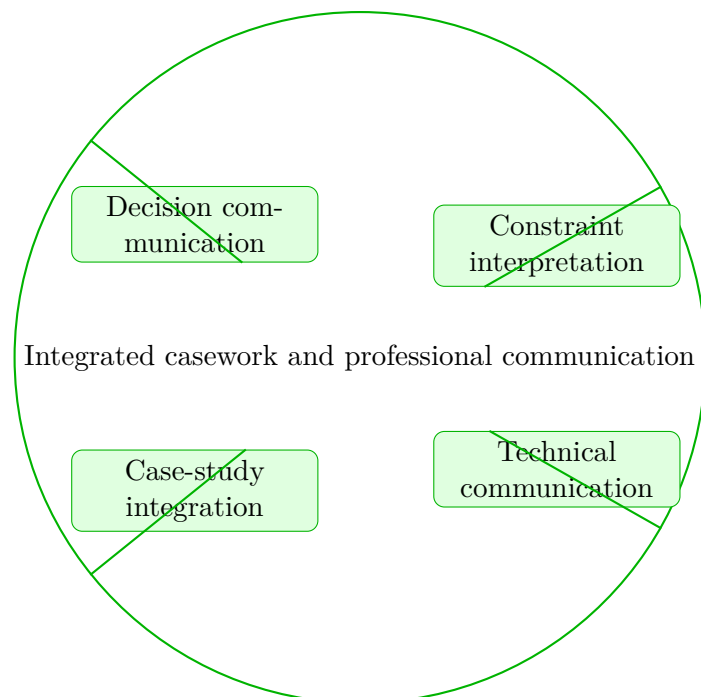 Decision com-
munication
Constraint
interpretation
Integrated casework and professional communication
Case-study
integration
Technical
communication